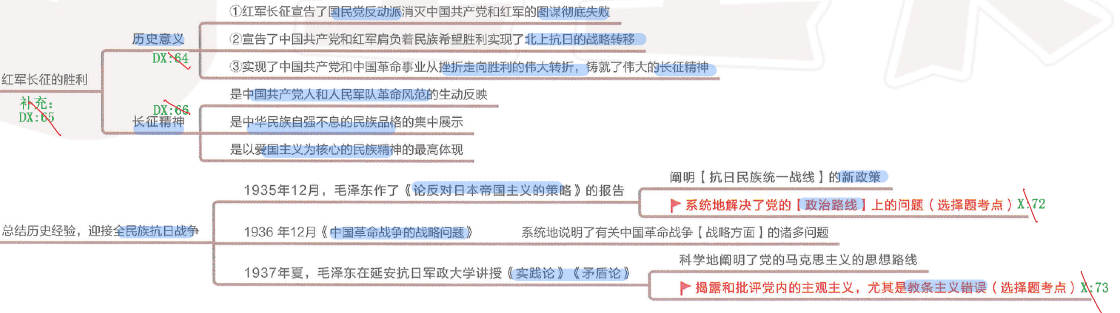 ①红军长征宣告了国民党反动派消灭中国共产党和红军的图谋彻底失败
历史意义
②宣告了中国共产党和红军肩负着民族希望胜利实现了北上抗日的战略转移
DX:64
③实现了中国共产党和中国革命事业从挫折走向胜利的伟大转折，铸就了伟大的长征精神
红军长征的胜利
补充：
DX:65
是中国共产党人和人民军队革命风范的生动反映
DX:66
长征精神
是中华民族自强不息的民族品格的集中展示
是以爱国主义为核心的民族精神的最高体现
1935年12月，毛泽东作了《论反对日本帝国主义的策略》的报告
阐明【抗日民族统一战线】的新政策
系统地解决了党的【政治路线】上的问题（选择题考点）X:72
总结历史经验，迎接全民族抗日战争
1936 年12月《中国革命战争的战略问题》
系统地说明了有关中国革命战争【战略方面】的诸多问题
1937年夏，毛泽东在延安抗日军政大学讲授《实践论》《矛盾论》
科学地阐明了党的马克思主义的思想路线
揭露和批评党内的主观主义，尤其是教条主义错误（选择题考点）X:73